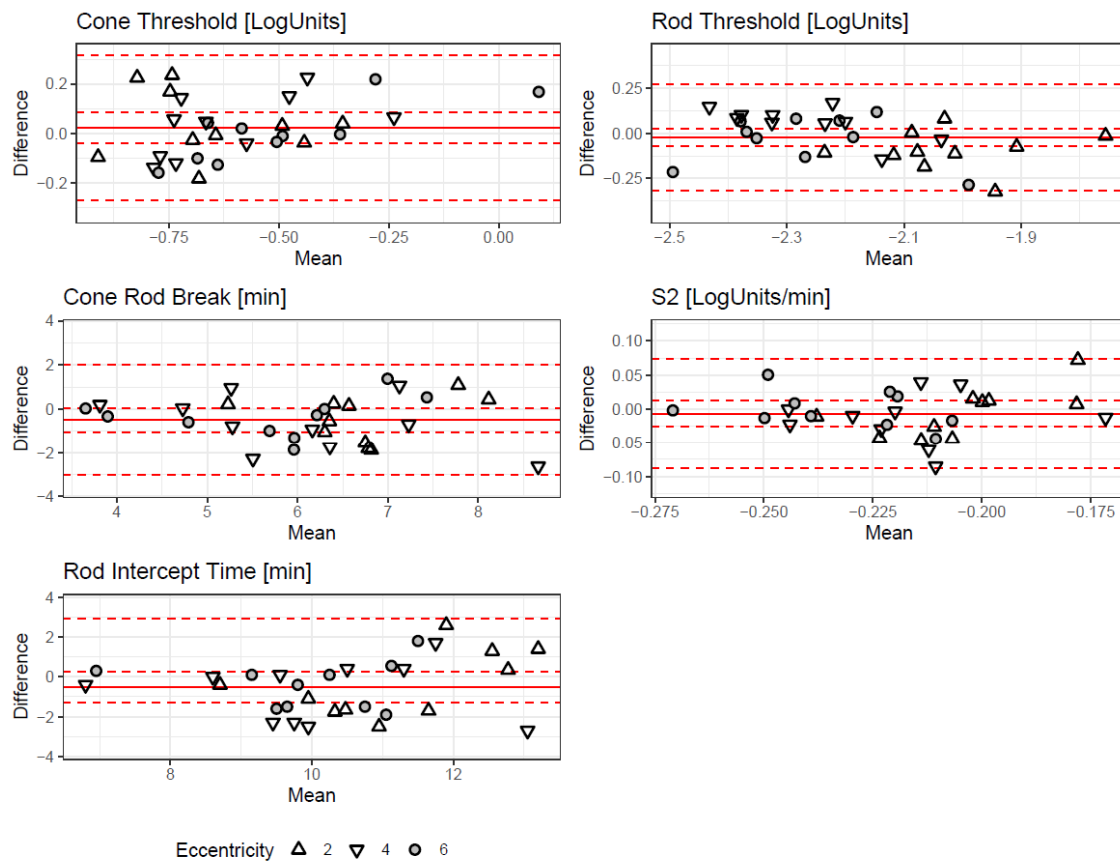 Cone Threshold [LogUnits]
Difference
0.2
0.0
−0.2
−0.75
−0.50
−0.25
0.00
Mean
Rod Threshold [LogUnits]
Difference
0.25
0.00
−0.25
−2.5
−2.3
−2.1
−1.9
Mean
Cone Rod Break [min]
Difference
4
2
0
−2
−4
4
5
6
7
8
Mean
S2 [LogUnits/min]
Difference
0.10
0.05
0.00
−0.05
−0.10
−0.275
−0.250
−0.225
−0.200
−0.175
Mean
Rod Intercept Time [min]
Difference
4
2
0
−2
−4
8
10
12
Mean
Eccentricity 2 4 6